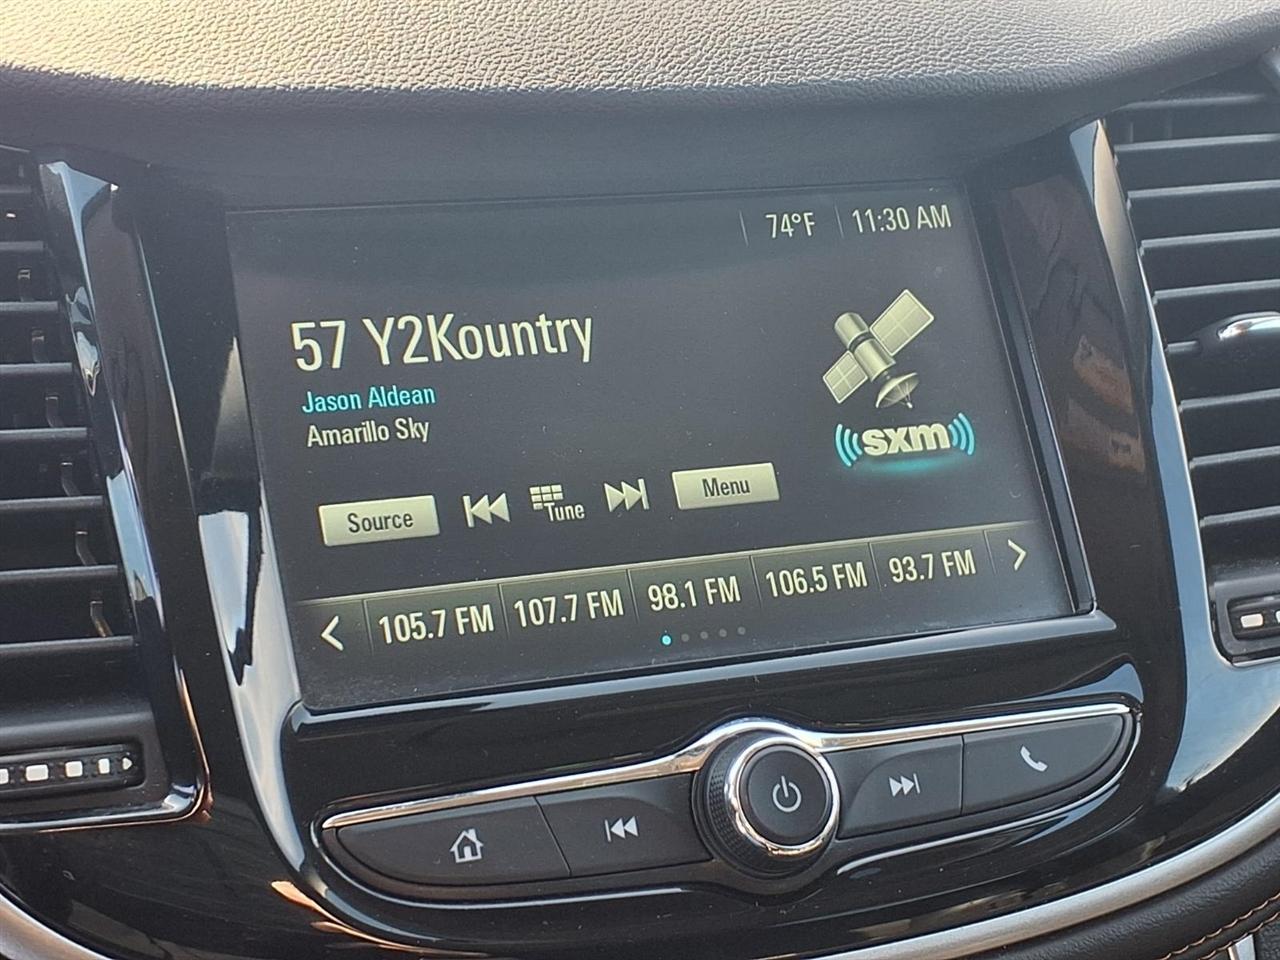 74°F 11:30 AM
57 Y2Kountry
Jason Aldean
Amarillo Sky
sxm
Source Tune Menu
105.7 FM 107.7 FM 98.1 FM 106.5 FM 93.7 FM